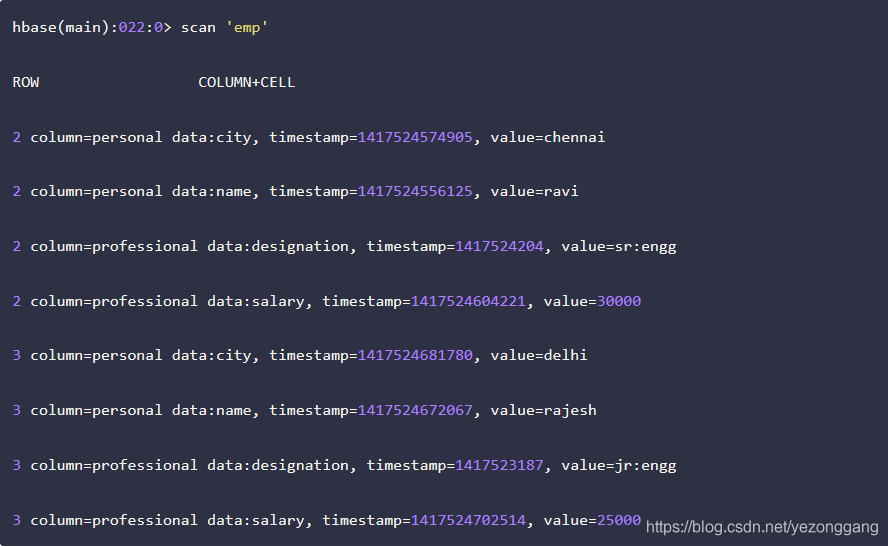 hbase(main):022:0> scan 'emp'
ROW COLUMN+CELL
2 column=personal data:city, timestamp=1417524574905, value=chennai
2 column=personal data:name, timestamp=1417524556125, value=ravi
2 column=professional data:designation, timestamp=1417524204, value=sr:engg
2 column=professional data:salary, timestamp=1417524604221, value=30000
3 column=personal data:city, timestamp=1417524681780, value=delhi
3 column=personal data:name, timestamp=1417524672067, value=rajesh
3 column=professional data:designation, timestamp=1417523187, value=jr:engg
3 column=professional data:salary, timestamp=1417524702514, value=25000
https://blog.csdn.net/yezonggang